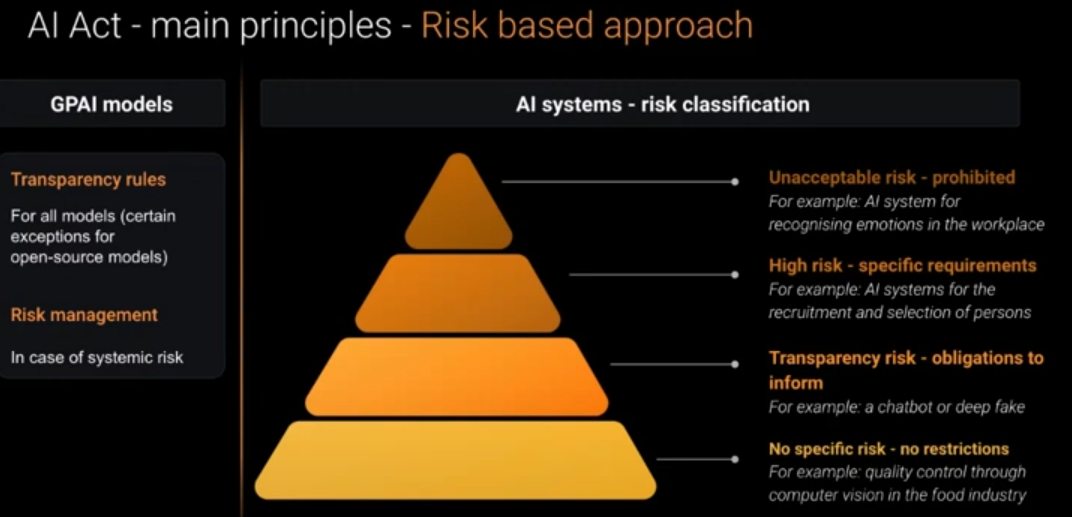 AI Act - main principles - Risk based approach
GPAI models
Transparency rules
For all models (certain
exceptions for
open-source models)
Risk management
In case of systemic risk
AI systems - risk classification
Unacceptable risk - prohibited
For example: AI system for
recognising emotions in the workplace
High risk - specific requirements
For example: AI systems for the
recruitment and selection of persons
Transparency risk - obligations to
inform
For example: a chatbot or deep fake
No specific risk - no restrictions
For example: quality control through
computer vision in the food industry